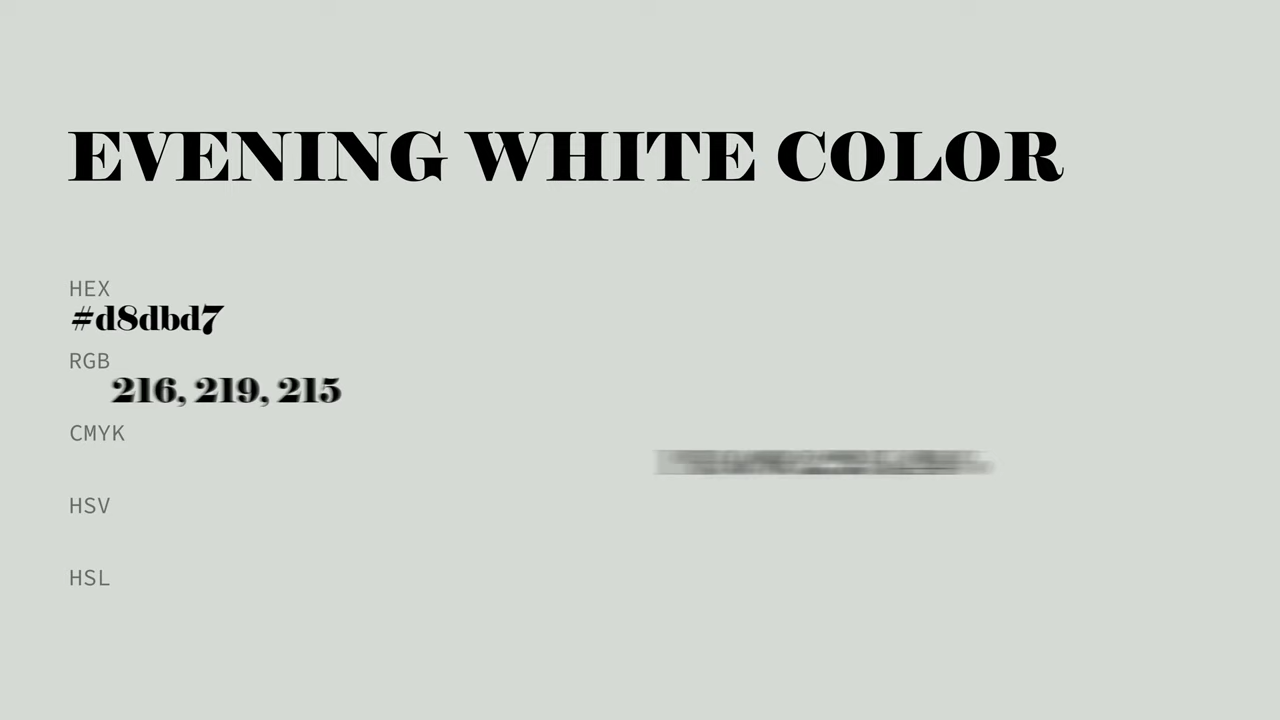 EVENING WHITE COLOR
HEX
#d8dbd7
RGB
216, 219, 215
CMYK
HSV
HSL